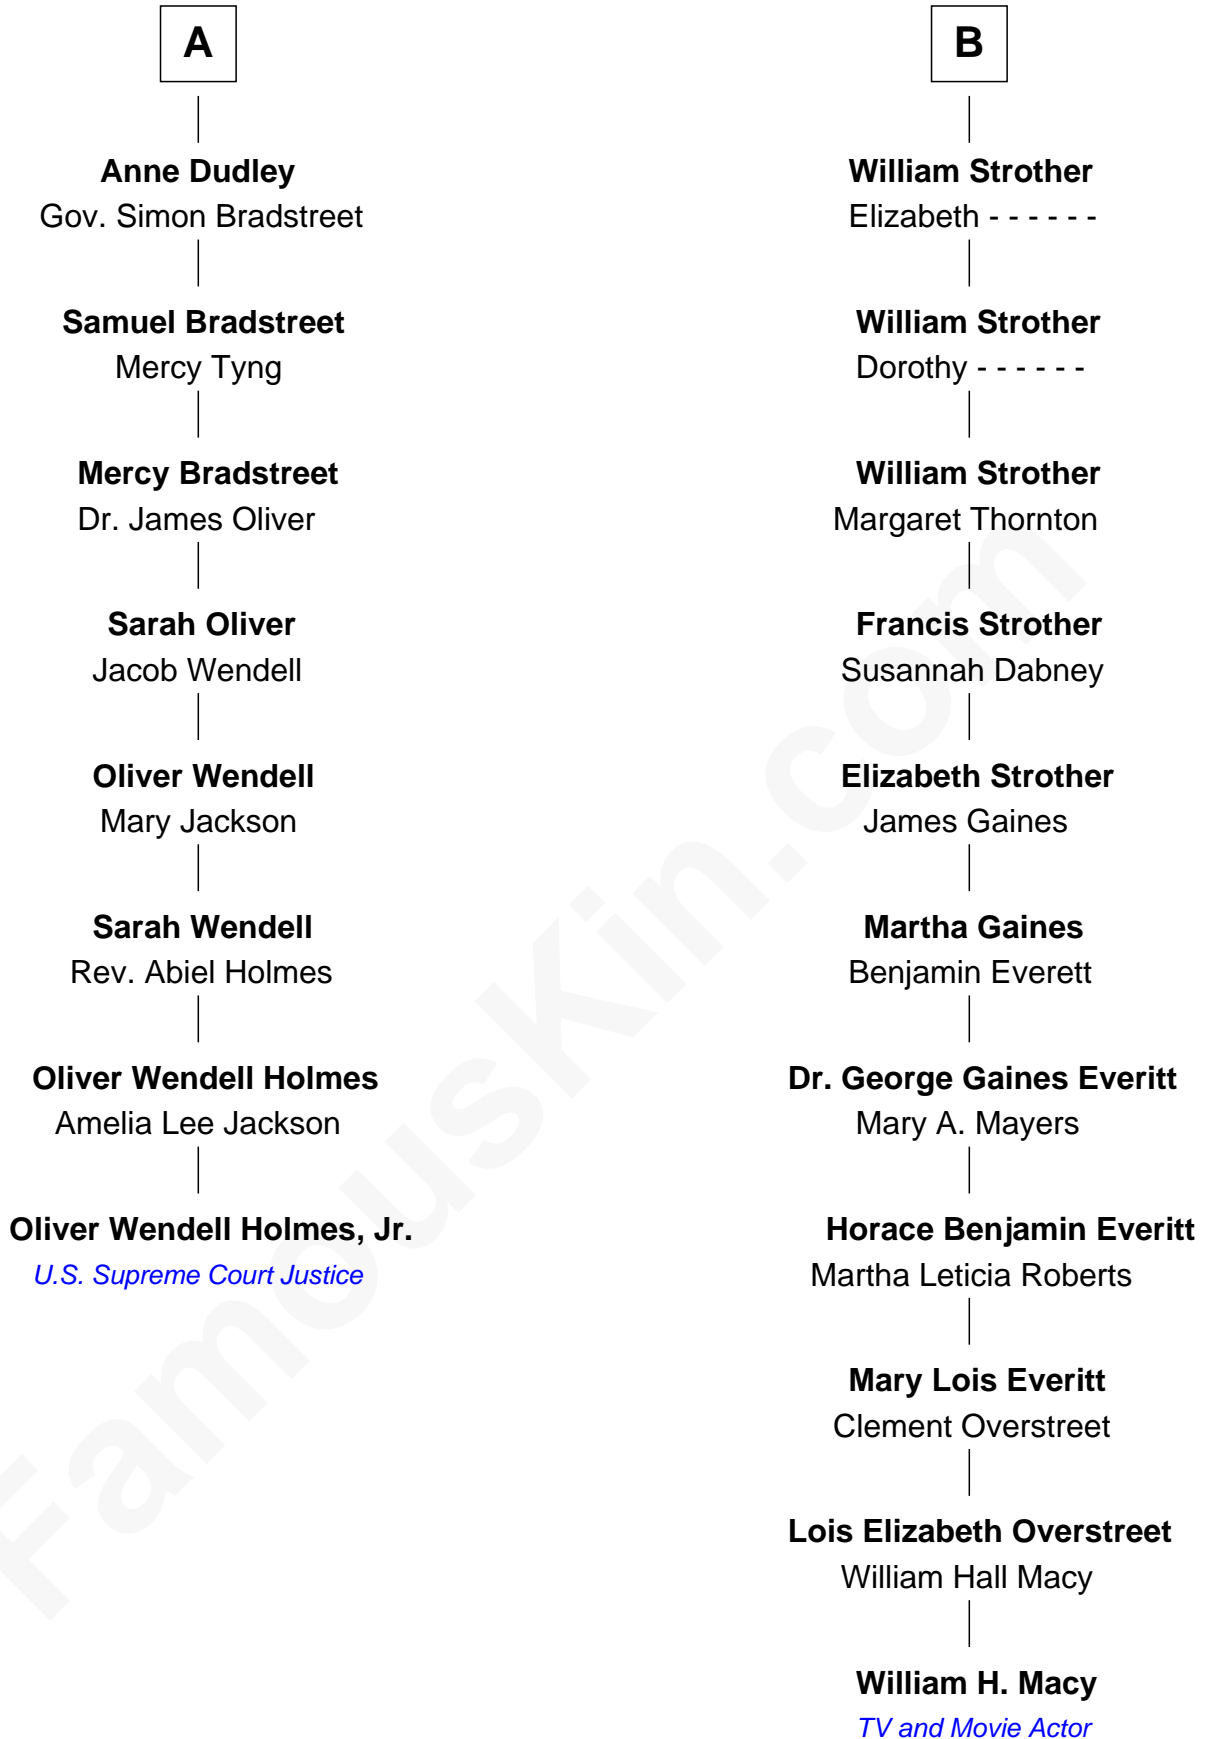 A
Anne Dudley
Gov. Simon Bradstreet
Samuel Bradstreet
Mercy Tyng
Mercy Bradstreet
Dr. James Oliver
Sarah Oliver
Jacob Wendell
Oliver Wendell
Mary Jackson
Sarah Wendell
Rev. Abiel Holmes
Oliver Wendell Holmes
Amelia Lee Jackson
Oliver Wendell Holmes, Jr.
U.S. Supreme Court Justice
B
William Strother
Elizabeth - - - - - -
William Strother
Dorothy - - - - - -
William Strother
Margaret Thornton
Francis Strother
Susannah Dabney
Elizabeth Strother
James Gaines
Martha Gaines
Benjamin Everett
Dr. George Gaines Everitt
Mary A. Mayers
Horace Benjamin Everitt
Martha Leticia Roberts
Mary Lois Everitt
Clement Overstreet
Lois Elizabeth Overstreet
William Hall Macy
William H. Macy
TV and Movie Actor
FamousKin.com